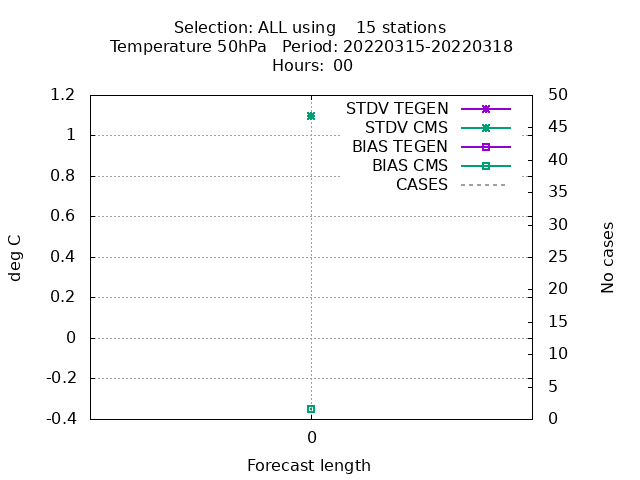 Selection: ALL using    15 stations
Temperature 50hPa   Period: 20220315-20220318
Hours:  00
1.2
1
0.8
0.6
0.4
0.2
0
-0.2
-0.4
deg C
50
45
40
35
30
25
20
15
10
5
0
No cases
STDV TEGEN
STDV CMS
BIAS TEGEN
BIAS CMS
CASES
0
Forecast length